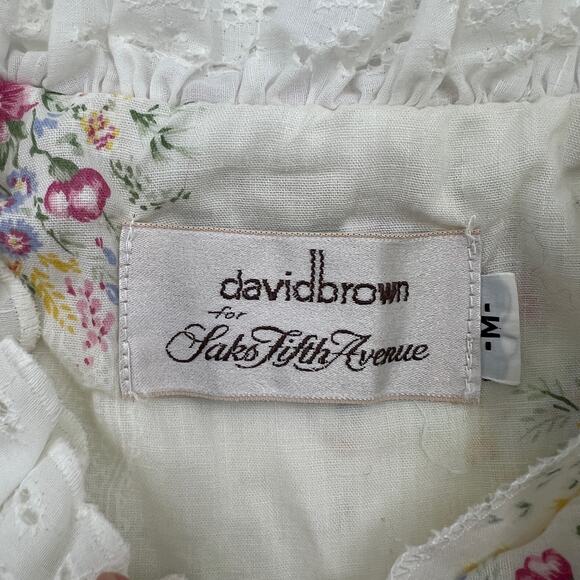 davidbrown
for
Saks Fifth Avenue
-M-